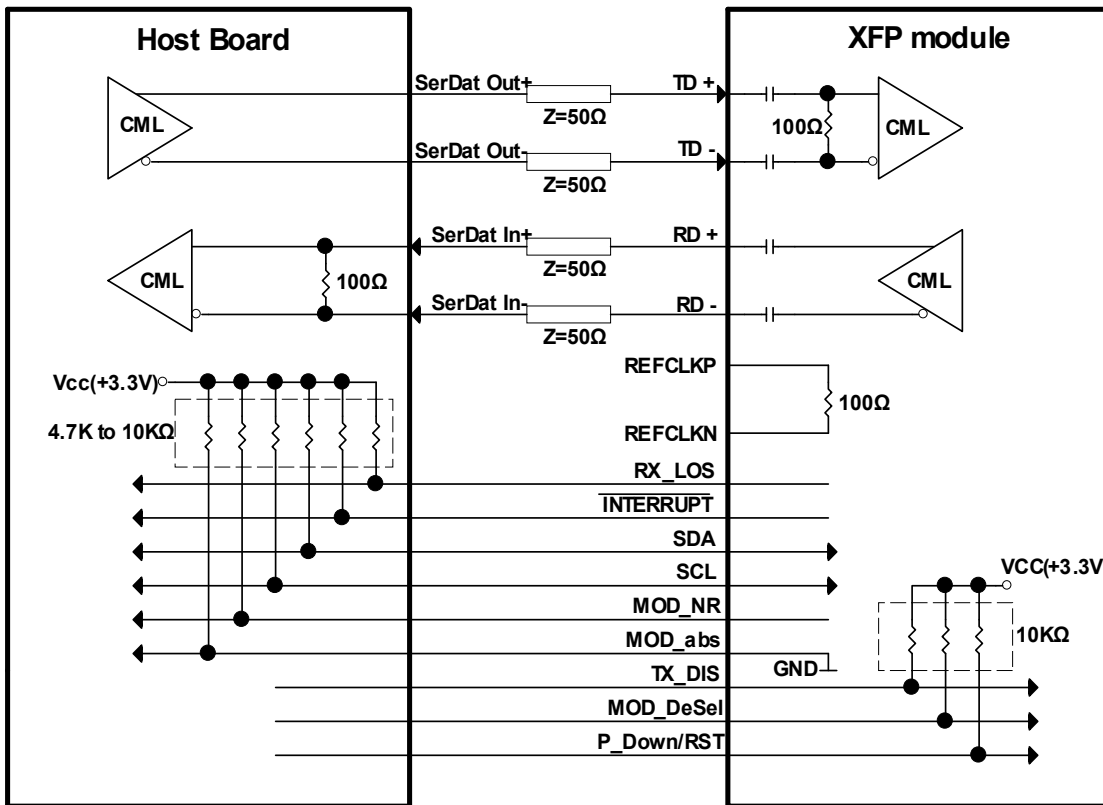 Host Board
XFP module
CML
SerDat Out+
Z=50Ω
TD +
100Ω
CML
SerDat Out-
Z=50Ω
TD -
CML
100Ω
SerDat In+
Z=50Ω
RD +
CML
SerDat In-
Z=50Ω
RD -
REFCLKP
100Ω
REFCLKN
Vcc(+3.3V)
4.7K to 10KΩ
RX_LOS
INTERRUPT
SDA
SCL
MOD_NR
MOD_abs
GND
VCC(+3.3V
10KΩ
TX_DIS
MOD_DeSel
P_Down/RST